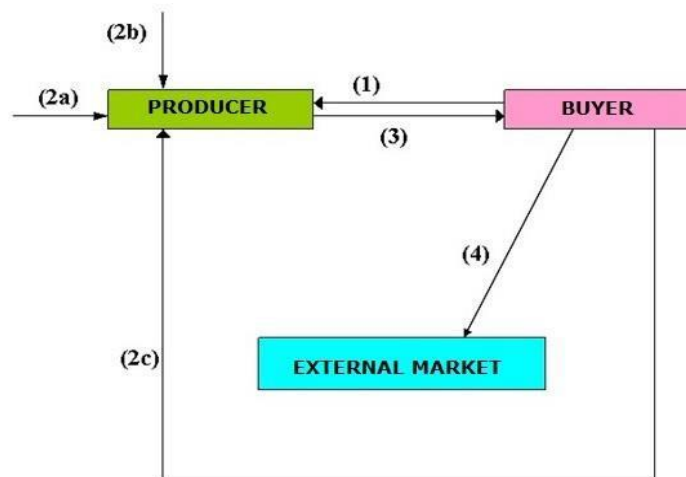 (2b)
(2a)
PRODUCER
(1)
BUYER
(3)
(4)
(2c)
EXTERNAL MARKET